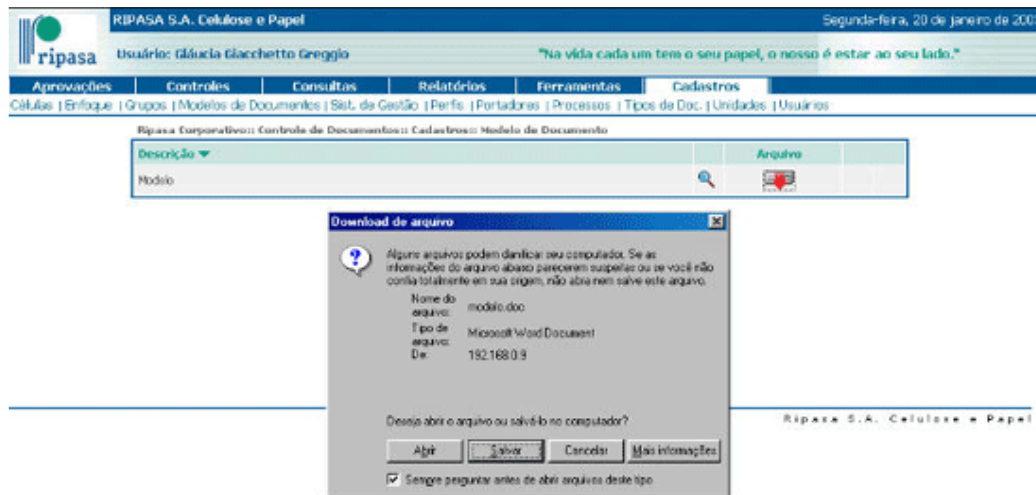 RIPASA S.A. Celulose e Papel
Segunda-feira, 20 de janeiro de 200
ripasa
Usuário: Gláucia Giacchetto Greggio
"Na vida cada um tem o seu papel, o nosso é estar ao seu lado."
Aprovações Controles Consultas Relatórios Ferramentas Cadastros
Células | Enfoque | Grupos | Modelos de Documentos | Sist. de Gestão | Perfis | Portadores | Processos | Tipos de Doc. | Unidades | Usuários
Ripasa Corporativo:: Controle de Documentos:: Cadastros:: Modelo de Documento
Descrição Arquivo
Modelo
Download de arquivo
Alguns arquivos podem danificar seu computador. Se as
informações do arquivo abaixo parecerem suspeitas ou se você não
confia totalmente em sua origem, não abra nem salve este arquivo.
Nome do
arquivo: modelo.doc
Tipo de
arquivo: Microsoft Word Document
De: 192.168.0.9
Deseja abrir o arquivo ou salvá-lo no computador?
Abrir Salvar Cancelar Mais informações
Sempre perguntar antes de abrir arquivos deste tipo
Ripasa S.A. Celulose e Papel